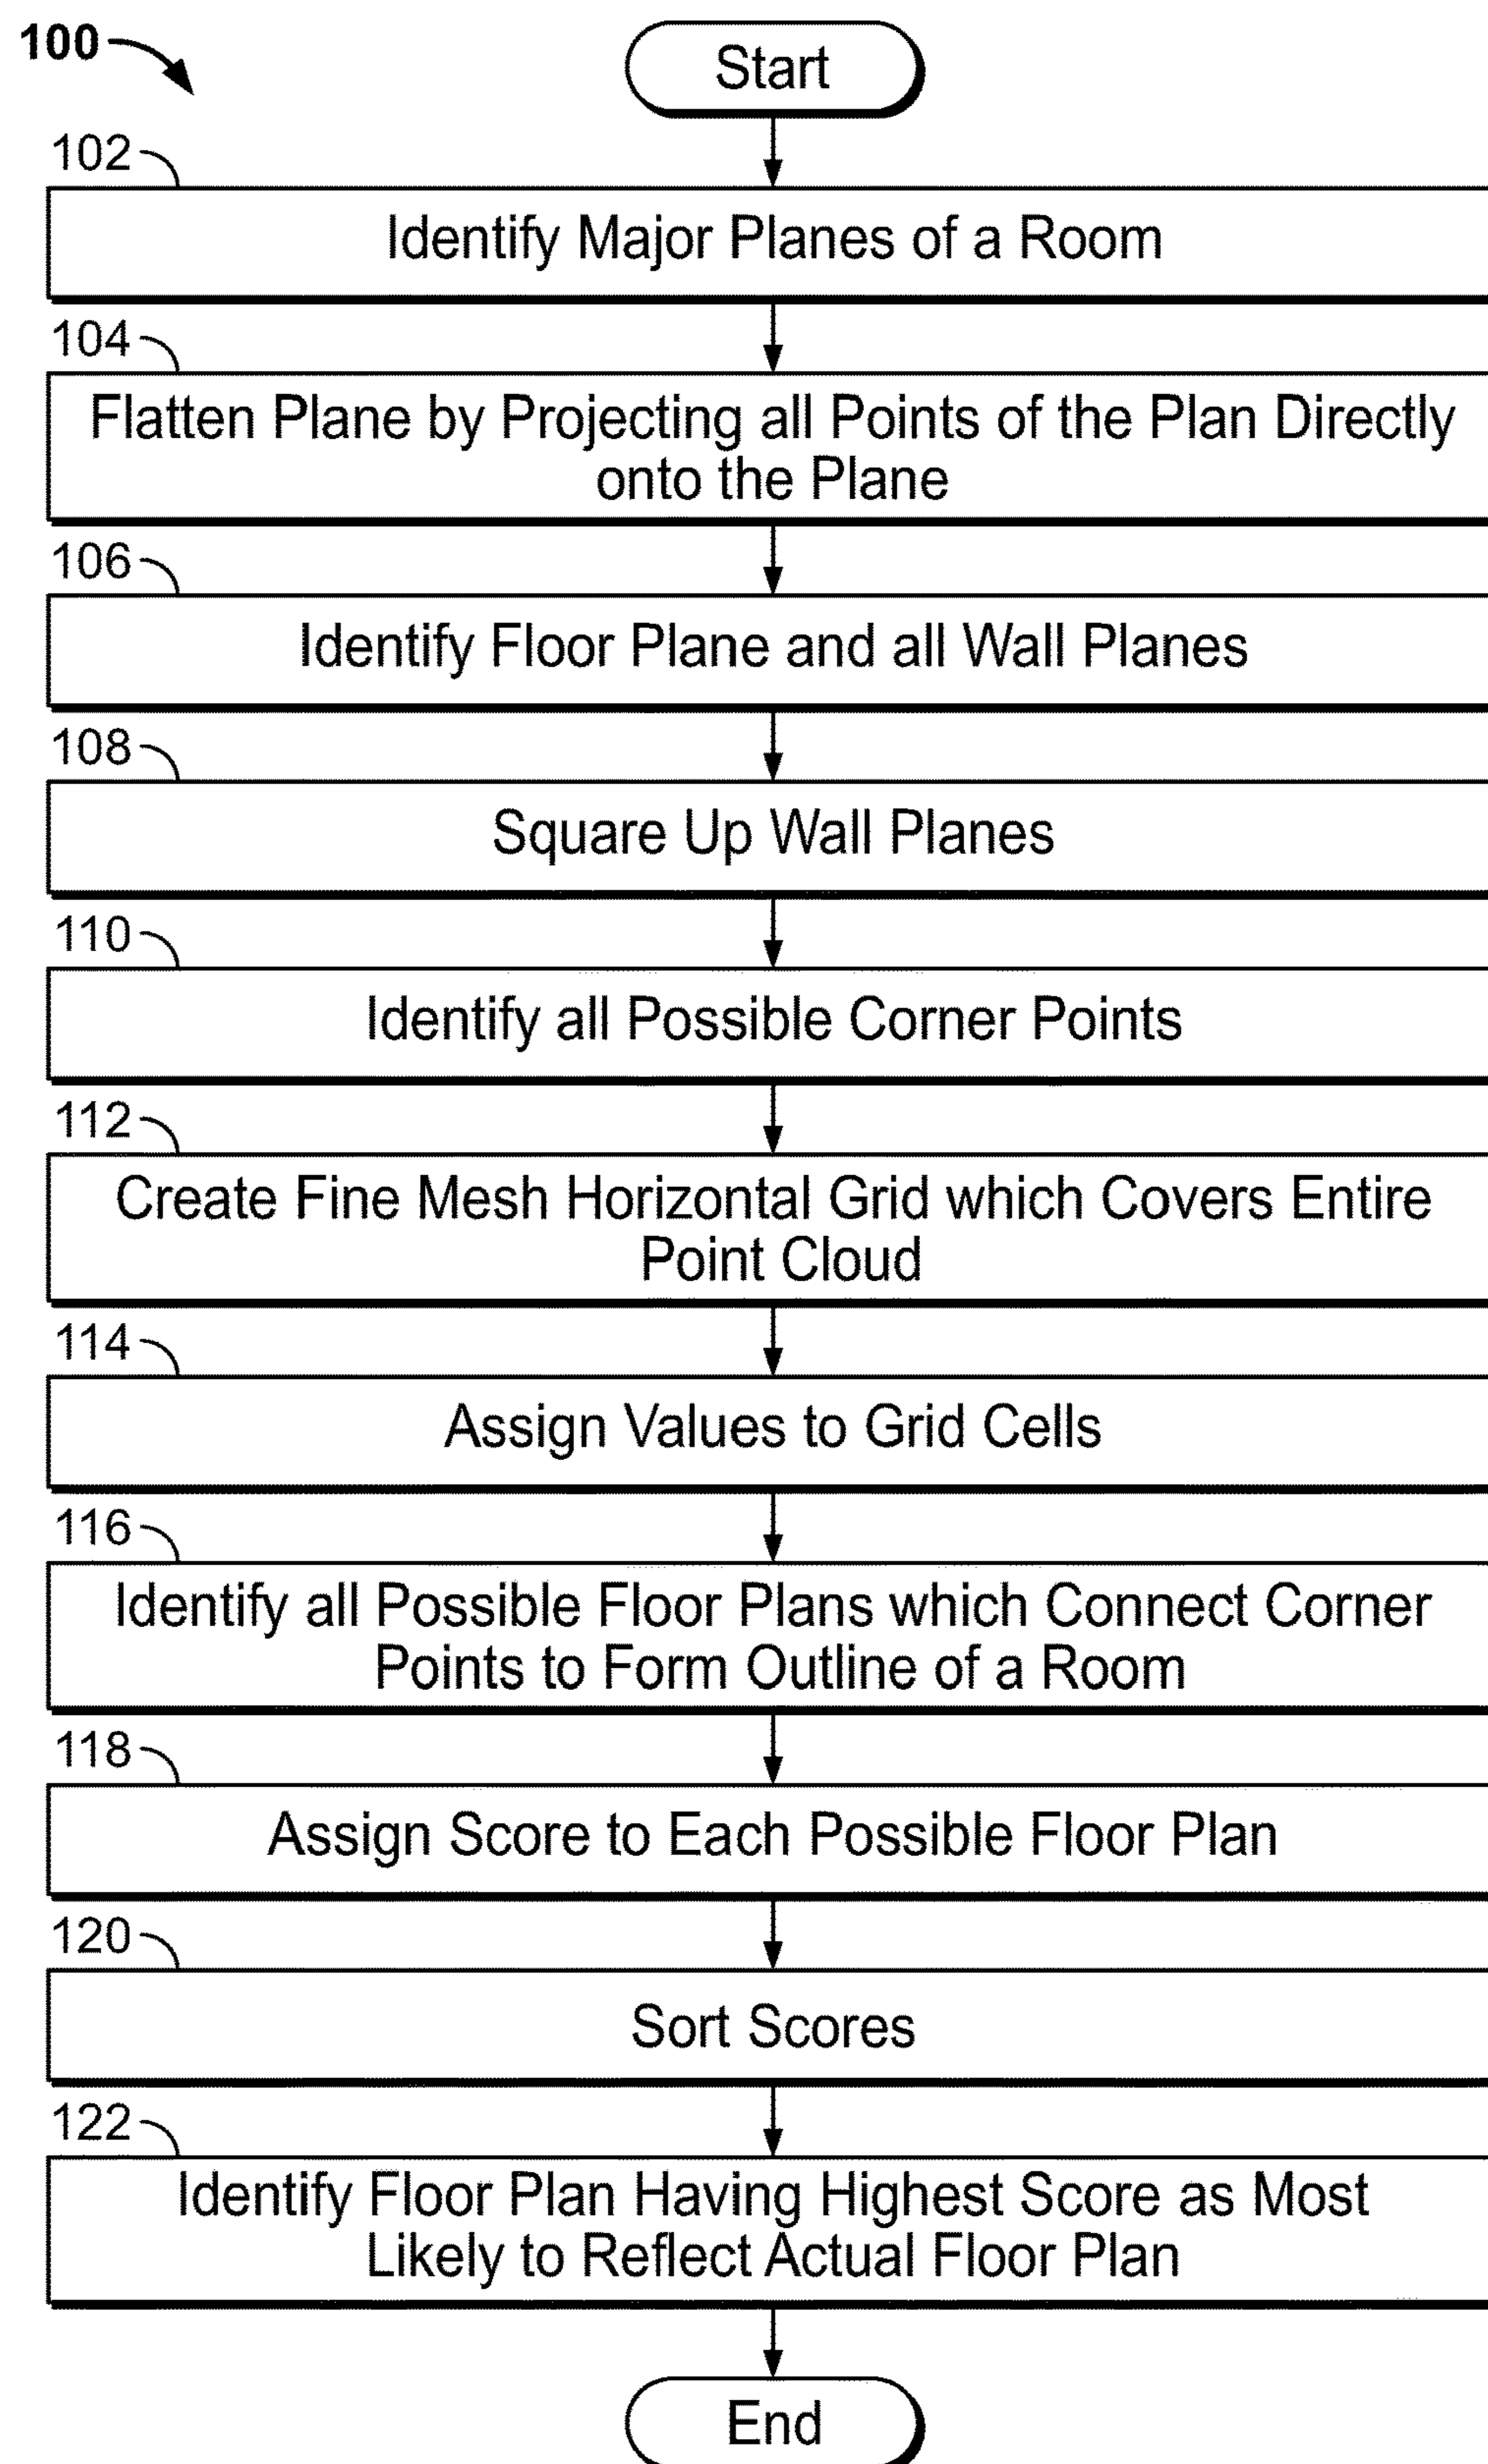 100
Start
102
Identify Major Planes of a Room
104
Flatten Plane by Projecting all Points of the Plan Directly
onto the Plane
106
Identify Floor Plane and all Wall Planes
108
Square Up Wall Planes
110
Identify all Possible Corner Points
112
Create Fine Mesh Horizontal Grid which Covers Entire
Point Cloud
114
Assign Values to Grid Cells
116
Identify all Possible Floor Plans which Connect Corner
Points to Form Outline of a Room
118
Assign Score to Each Possible Floor Plan
120
Sort Scores
122
Identify Floor Plan Having Highest Score as Most
Likely to Reflect Actual Floor Plan
End